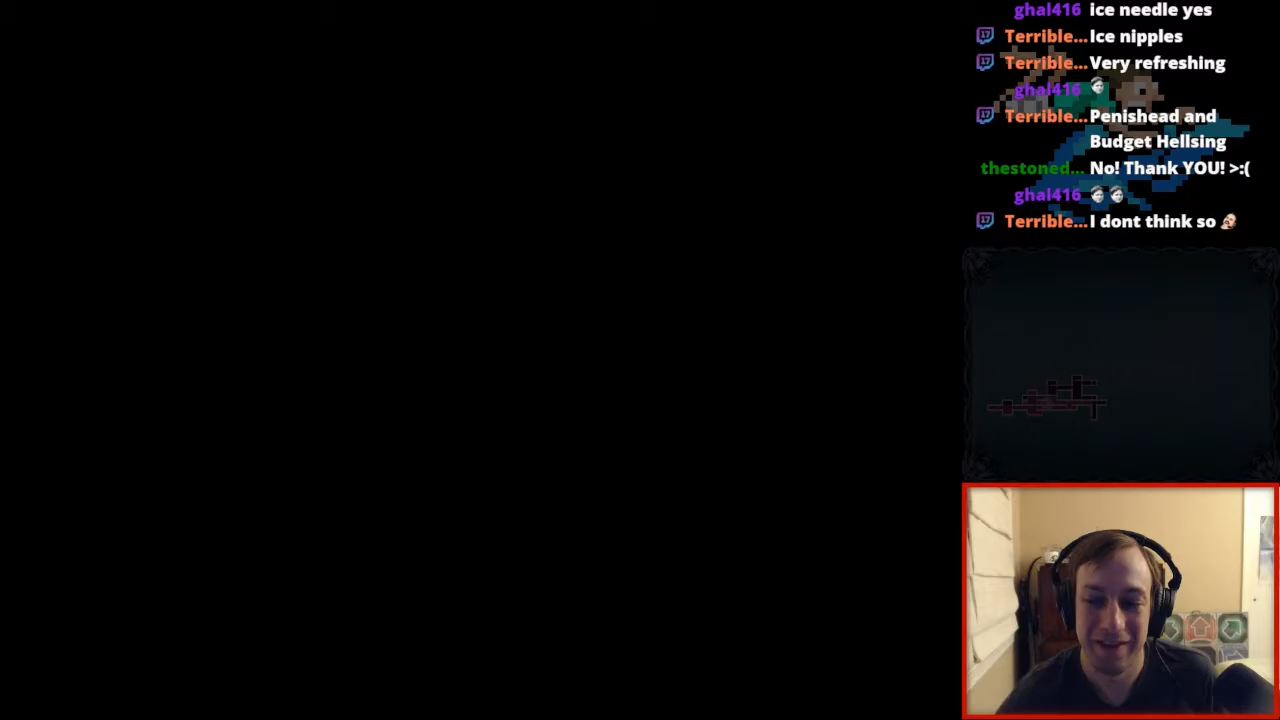 ghal416 ice needle yes
Terrible... Ice nipples
Terrible... Very refreshing
ghal416
Terrible... Penishead and
Budget Hellsing
thestoned... No! Thank YOU! >:(
ghal416
Terrible... I dont think so